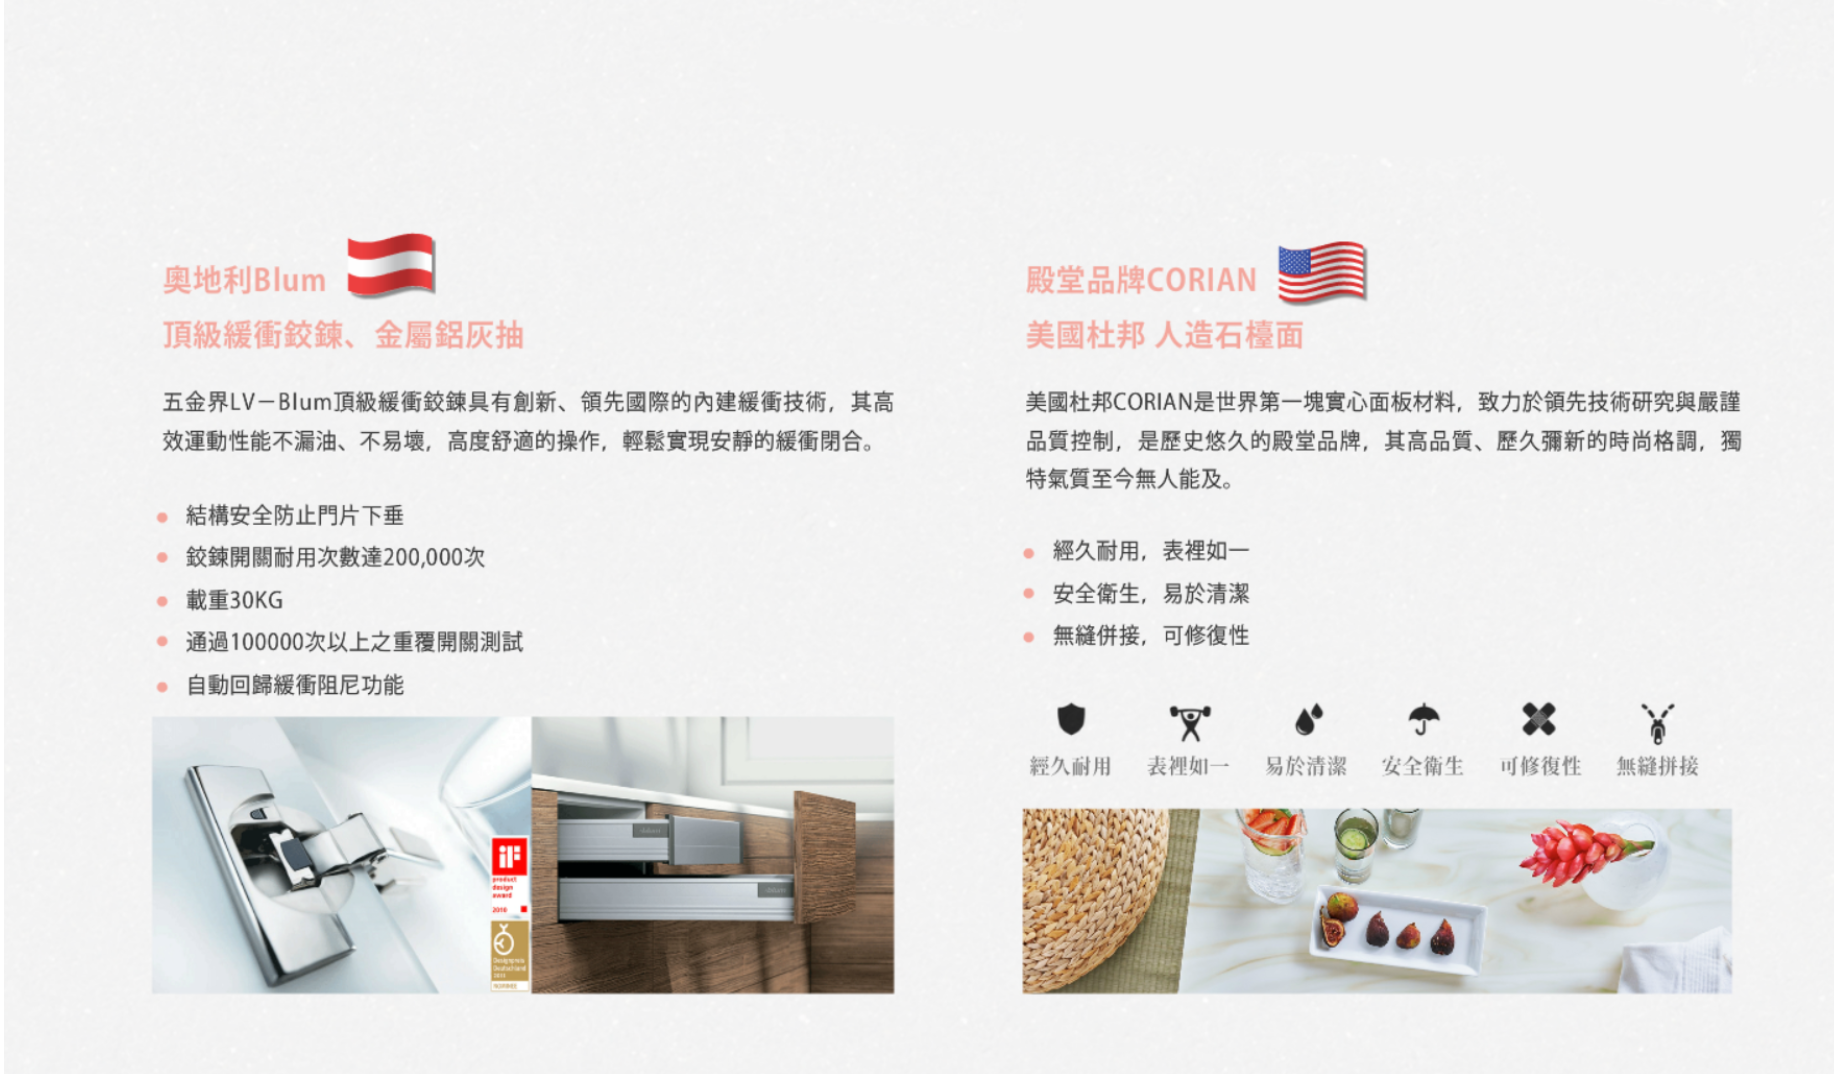 奧地利Blum
頂級緩衝鉸鍊、金屬鋁灰抽
五金界LV－Blum頂級緩衝鉸鍊具有創新、領先國際的內建緩衝技術，其高
效運動性能不漏油、不易壞，高度舒適的操作，輕鬆實現安靜的緩衝閉合。
結構安全防止門片下垂
鉸鍊開關耐用次數達200,000次
載重30KG
通過100000次以上之重覆開關測試
自動回歸緩衝阻尼功能
iF
product
design
award
2010
Designpreis
Deutschland
2011
NOMINEE
殿堂品牌CORIAN
美國杜邦 人造石檯面
美國杜邦CORIAN是世界第一塊實心面板材料，致力於領先技術研究與嚴謹
品質控制，是歷史悠久的殿堂品牌，其高品質、歷久彌新的時尚格調，獨
特氣質至今無人能及。
經久耐用，表裡如一
安全衛生，易於清潔
無縫併接，可修復性
經久耐用 表裡如一 易於清潔 安全衛生 可修復性 無縫拼接